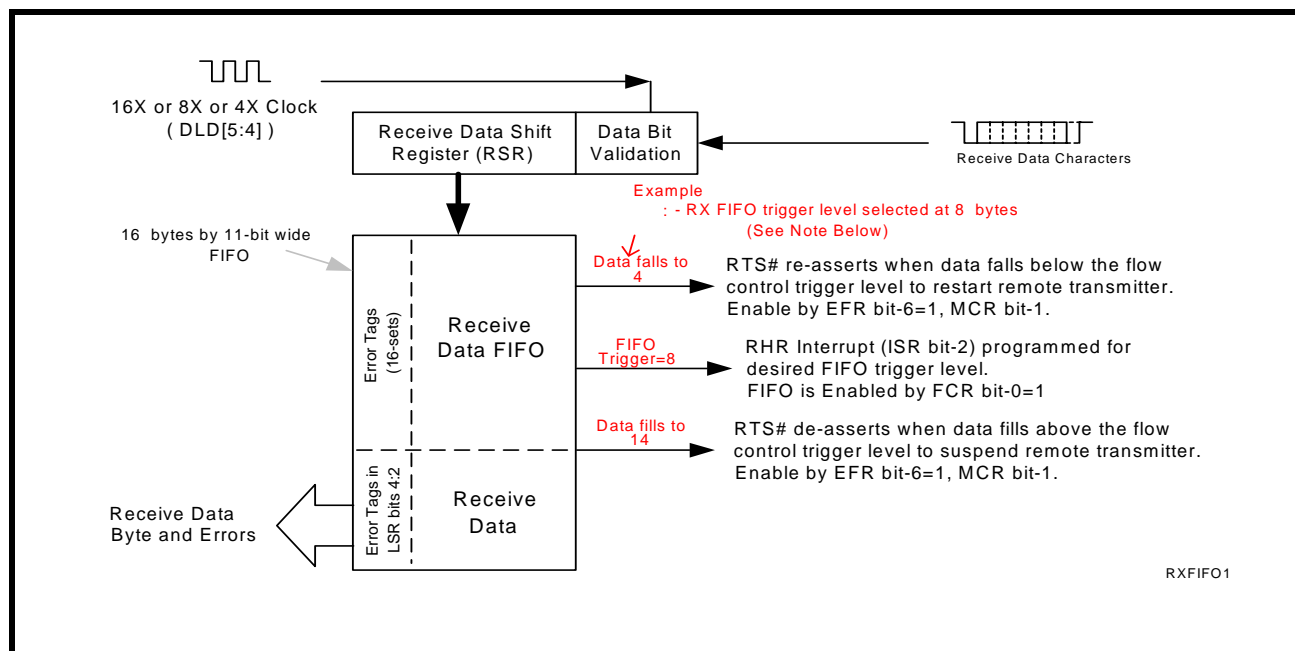 16X or 8X or 4X Clock
( DLD[5:4] )
Receive Data Shift
Register (RSR)
Data Bit
Validation
Receive Data Characters
Example
: - RX FIFO trigger level selected at 8 bytes
(See Note Below)
16 bytes by 11-bit wide
FIFO
Error Tags
(16-sets)
Receive
Data FIFO
Data falls to
4
RTS# re-asserts when data falls below the flow
control trigger level to restart remote transmitter.
Enable by EFR bit-6=1, MCR bit-1.
FIFO
Trigger=8
RHR Interrupt (ISR bit-2) programmed for
desired FIFO trigger level.
FIFO is Enabled by FCR bit-0=1
Data fills to
14
RTS# de-asserts when data fills above the flow
control trigger level to suspend remote transmitter.
Enable by EFR bit-6=1, MCR bit-1.
Error Tags in
LSR bits 4:2
Receive
Data
Receive Data
Byte and Errors
RXFIFO1